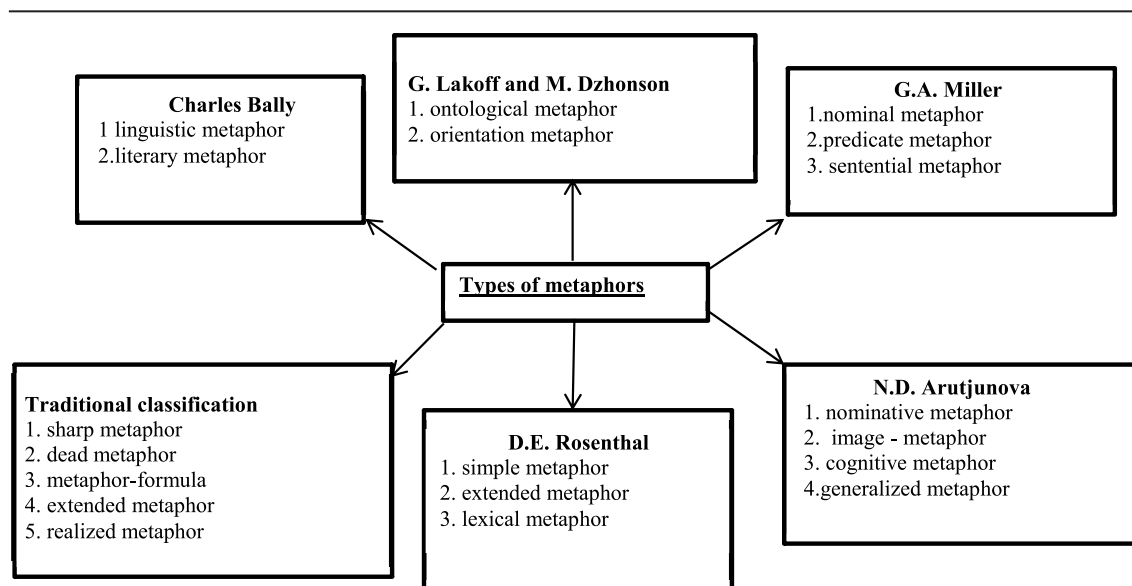 Charles Bally
1 linguistic metaphor
2.literary metaphor
G. Lakoff and M. Dzhonson
1. ontological metaphor
2. orientation metaphor
G.A. Miller
1.nominal metaphor
2.predicate metaphor
3. sentential metaphor
Types of metaphors
Traditional classification
1. sharp metaphor
2. dead metaphor
3. metaphor-formula
4. extended metaphor
5. realized metaphor
D.E. Rosenthal
1. simple metaphor
2. extended metaphor
3. lexical metaphor
N.D. Arutjunova
1. nominative metaphor
2. image - metaphor
3. cognitive metaphor
4.generalized metaphor